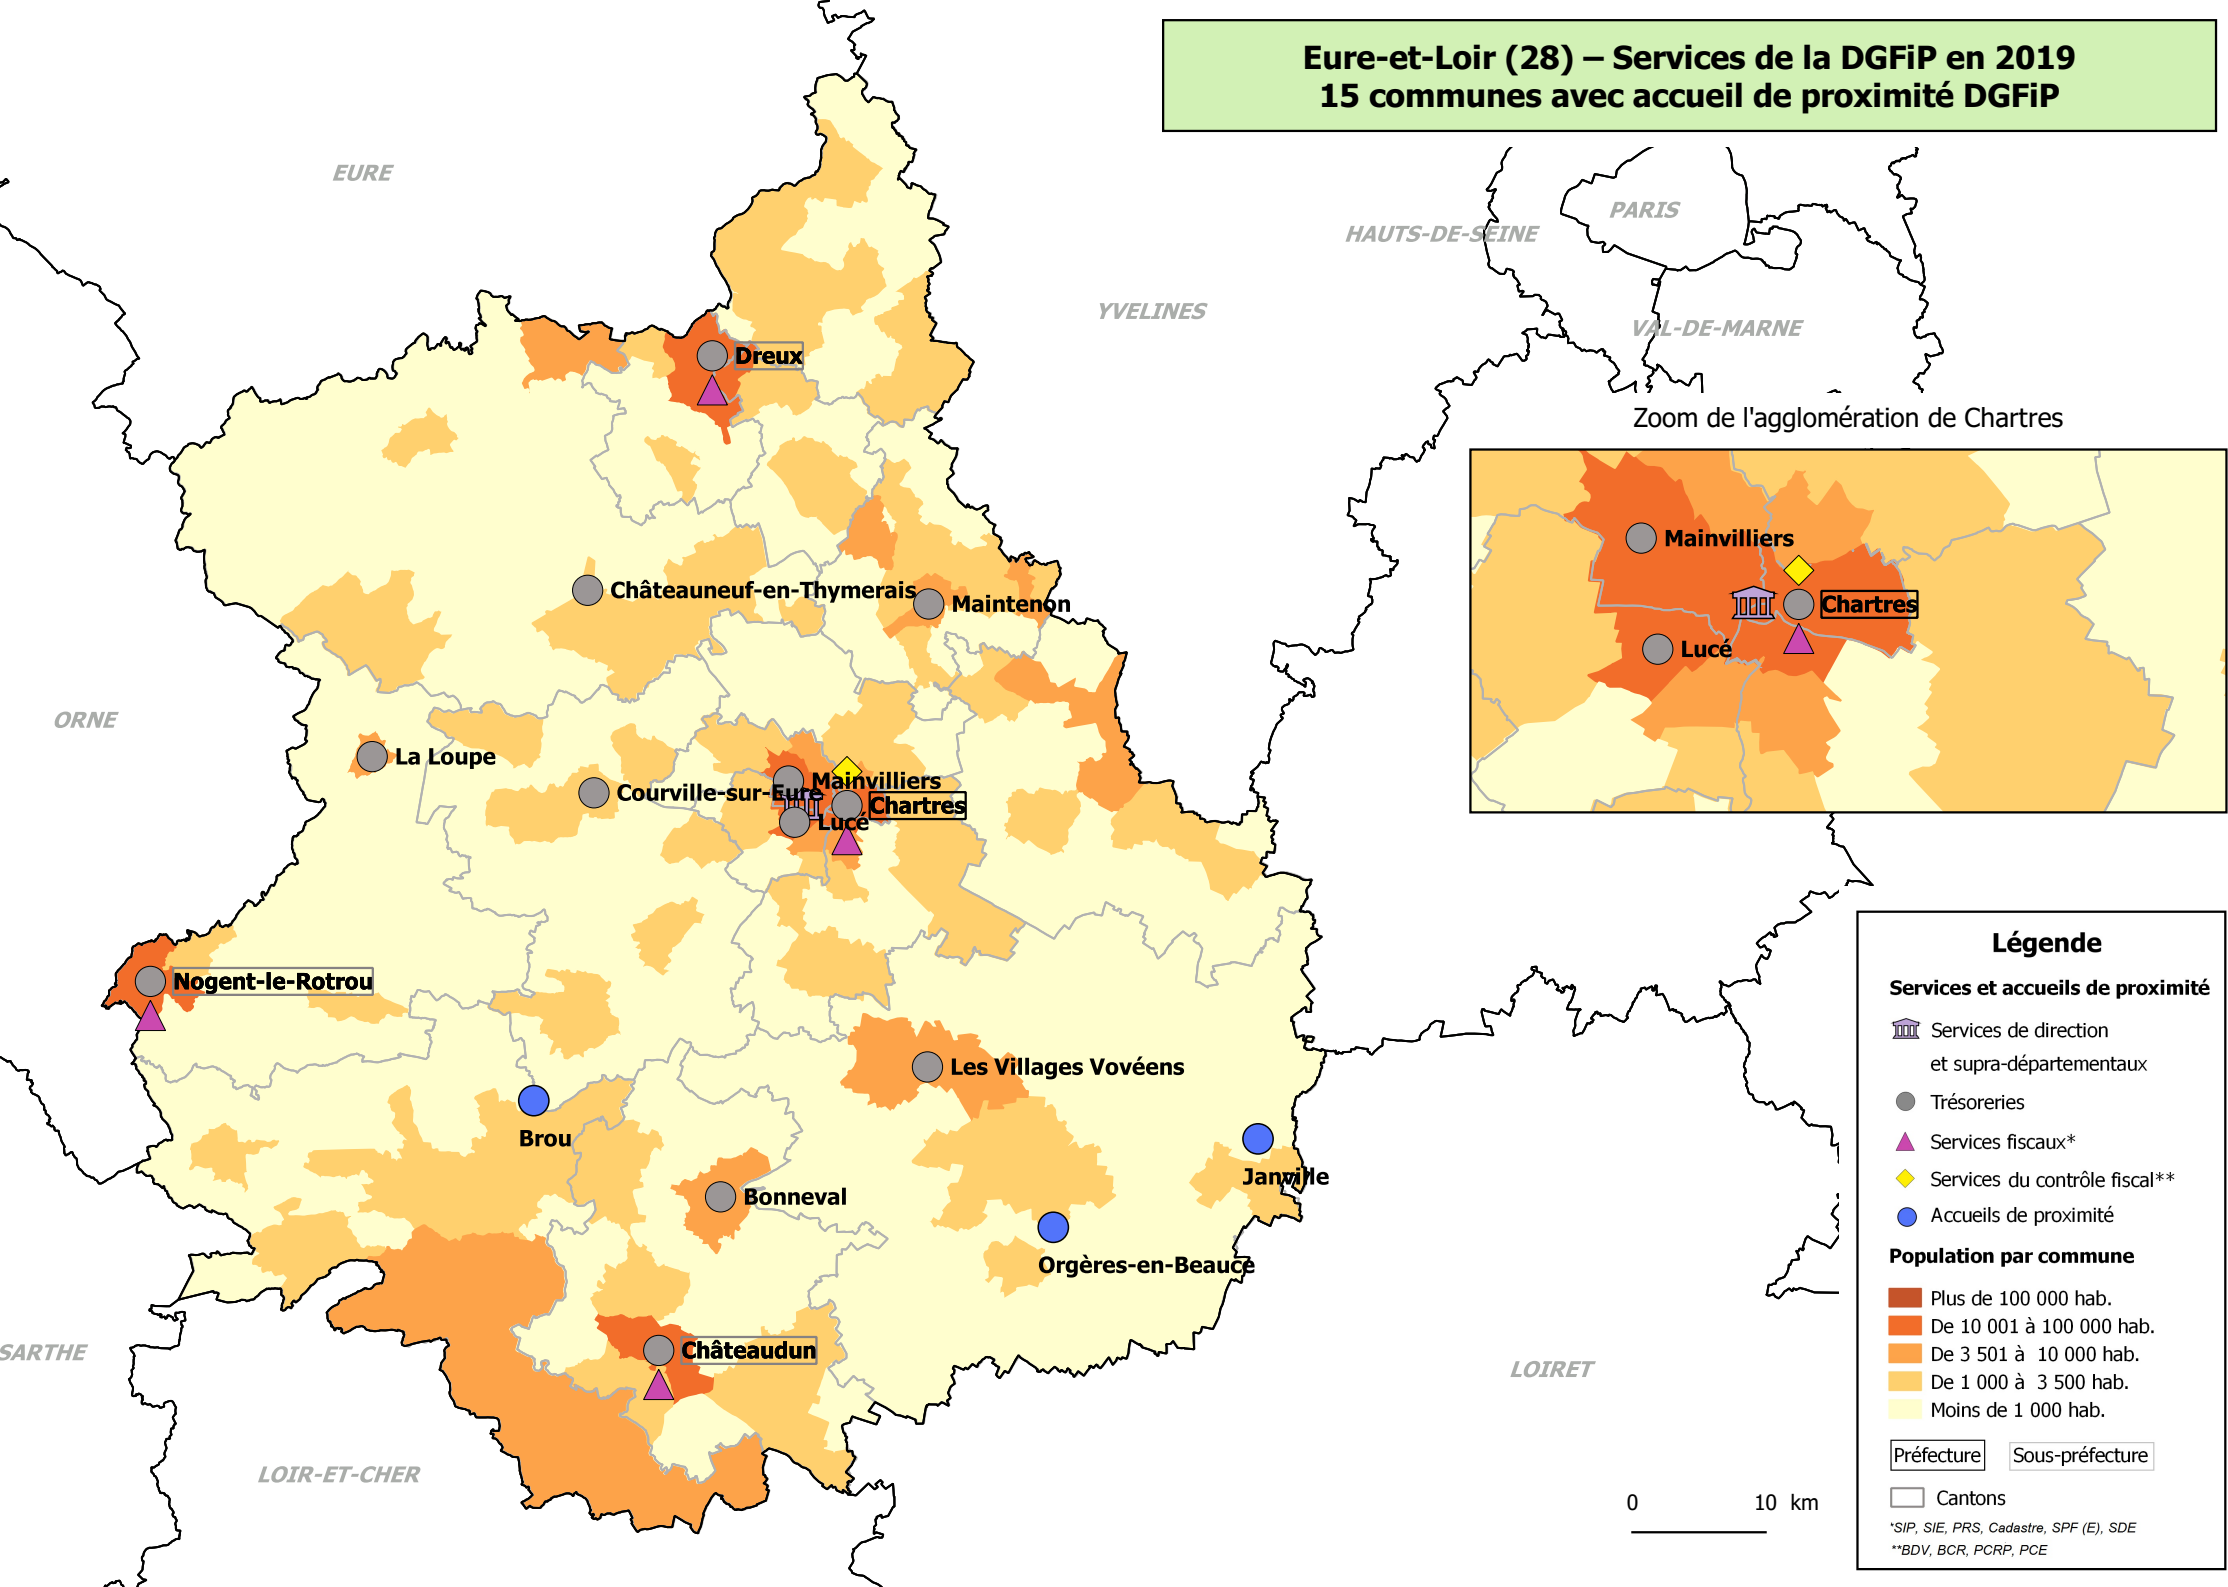 Eure-et-Loir (28) – Services de la DGFiP en 2019
15 communes avec accueil de proximité DGFiP
EURE
PARIS
HAUTS-DE-SEINE
YVELINES
VAL-DE-MARNE
Dreux
Zoom de l'agglomération de Chartres
Mainvilliers
Chartres
Lucé
Châteauneuf-en-Thymerais
Maintenon
ORNE
La Loupe
Courville-sur-Eure
Mainvilliers
Chartres
Lucé
Nogent-le-Rotrou
Les Villages Vovéens
Brou
Janville
Bonneval
Orgères-en-Beauce
Châteaudun
SARTHE
LOIRET
LOIR-ET-CHER
0 10 km
Légende
Services et accueils de proximité
Services de direction
et supra-départementaux
Trésoreries
Services fiscaux*
Services du contrôle fiscal**
Accueils de proximité
Population par commune
Plus de 100 000 hab.
De 10 001 à 100 000 hab.
De 3 501 à 10 000 hab.
De 1 000 à 3 500 hab.
Moins de 1 000 hab.
Préfecture Sous-préfecture
Cantons
*SIP, SIE, PRS, Cadastre, SPF (E), SDE
**BDV, BCR, PCRP, PCE